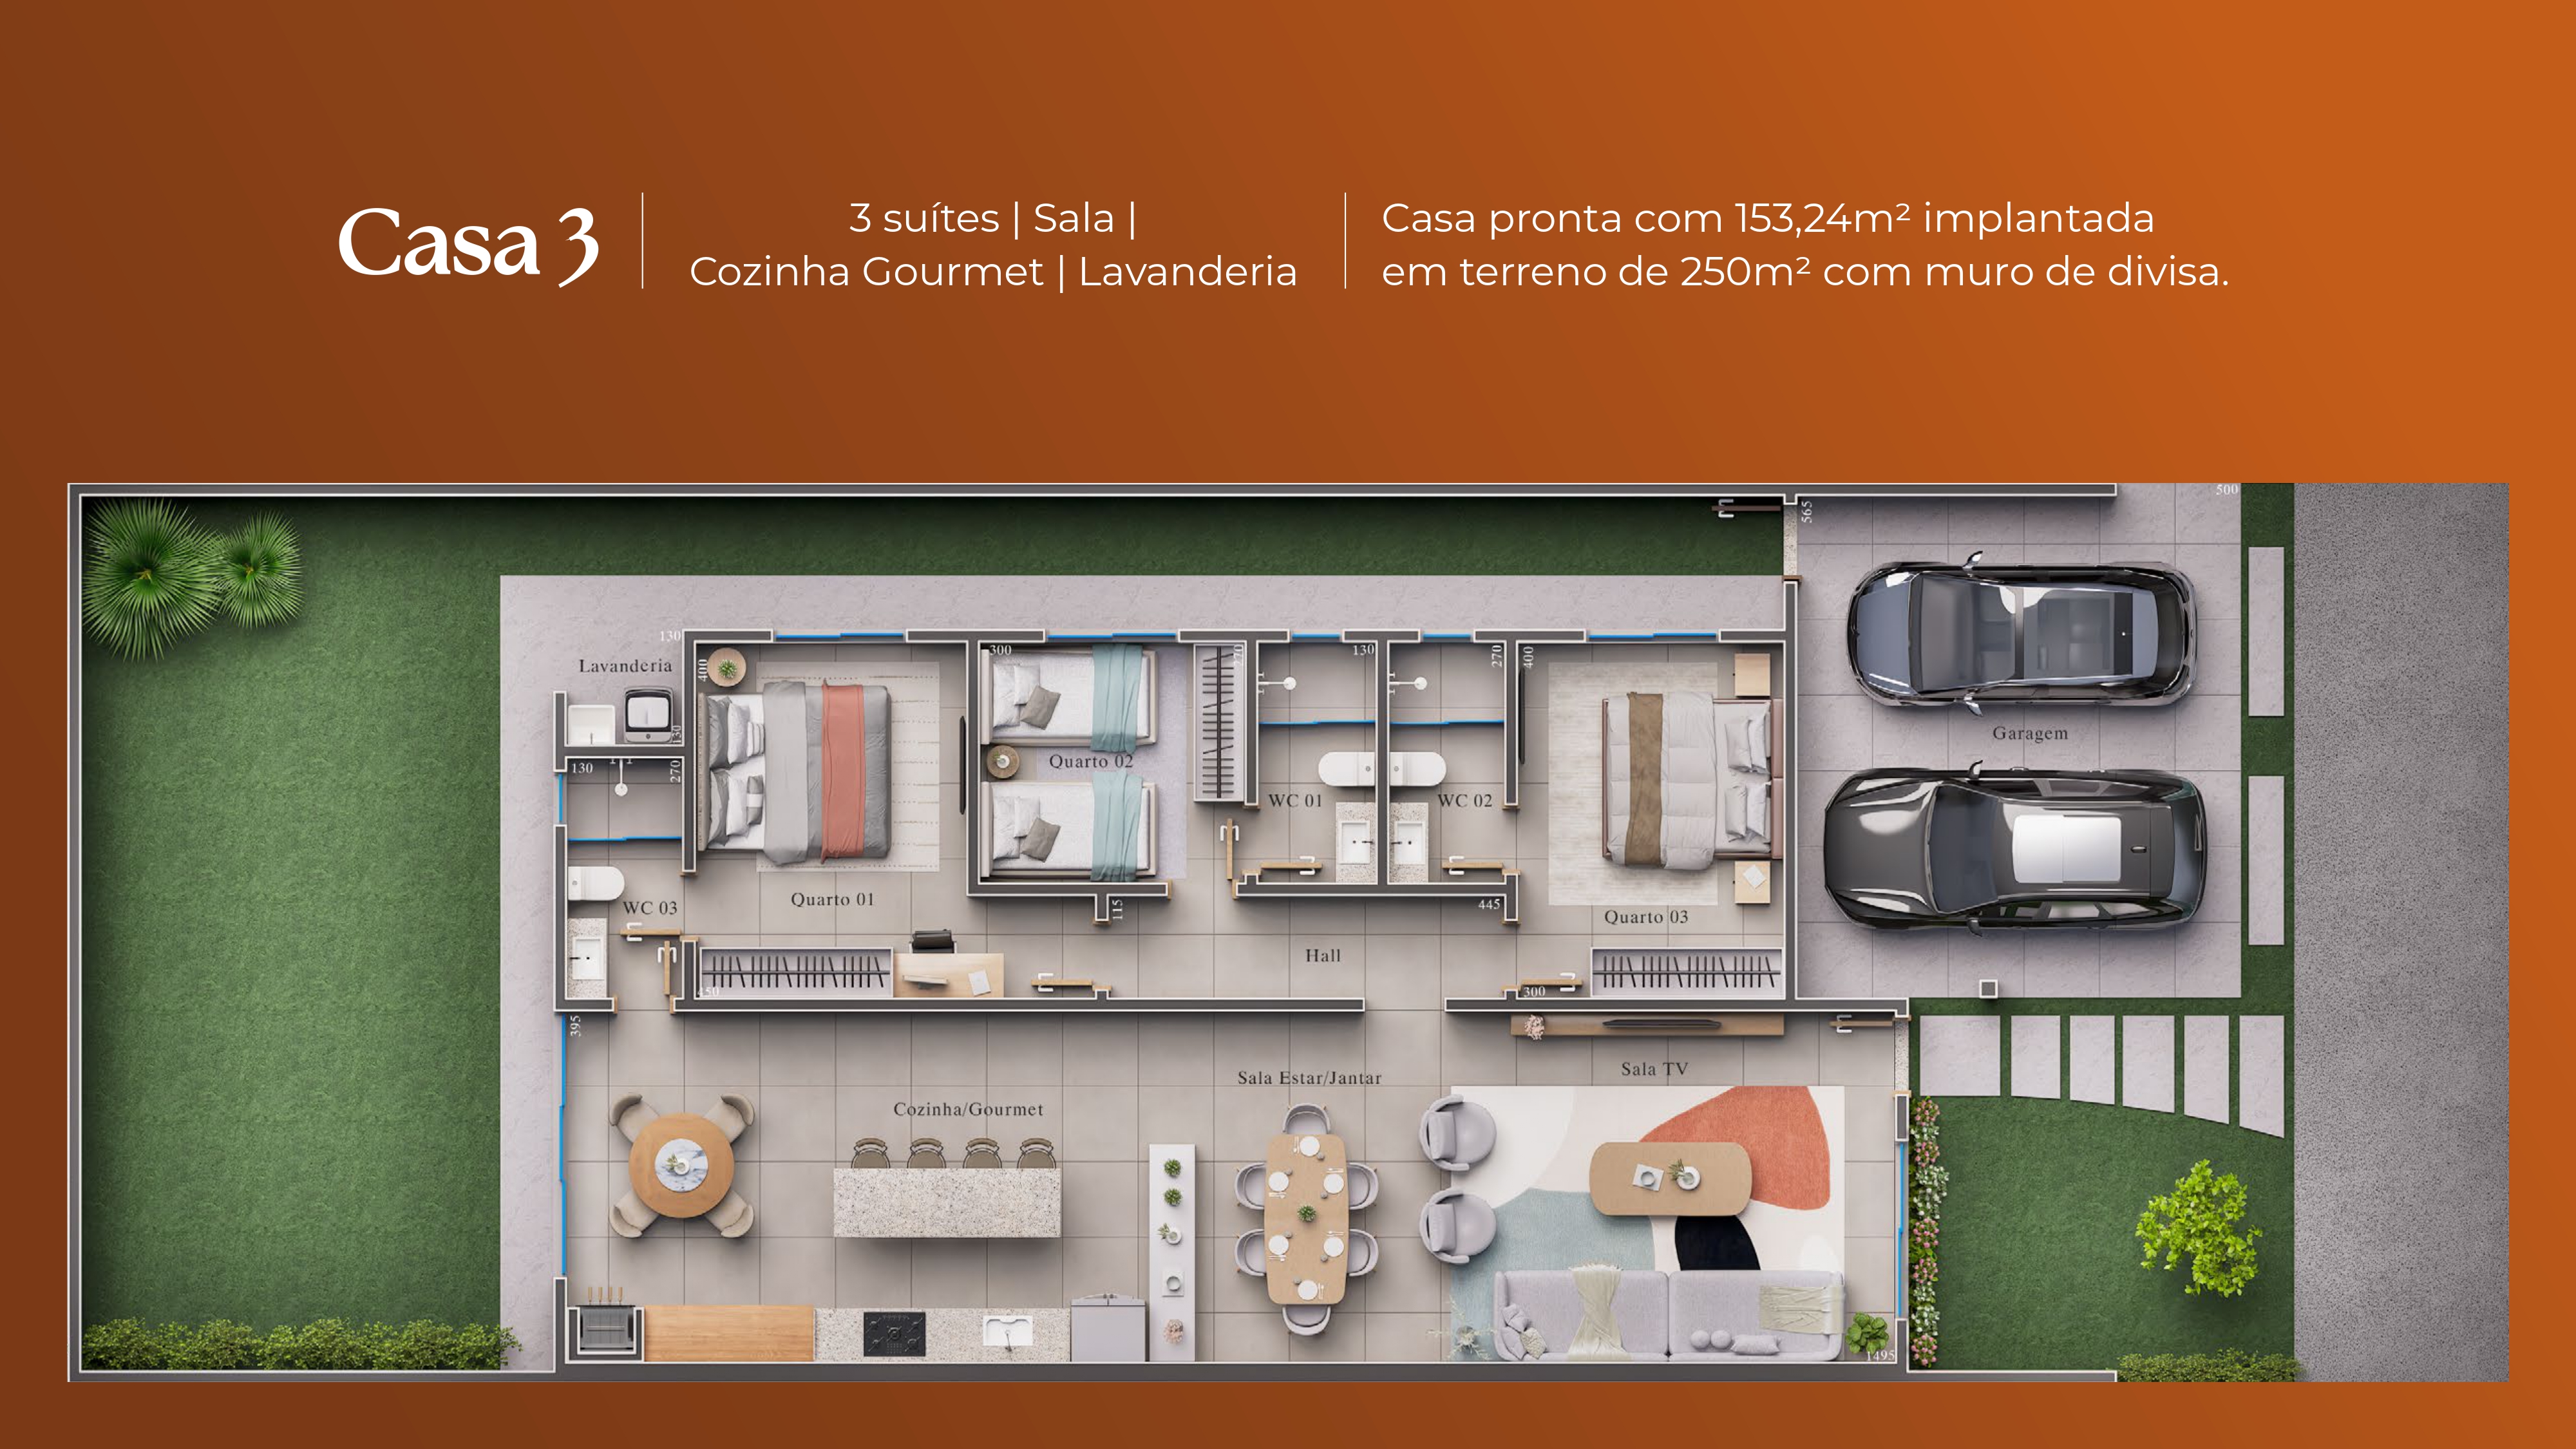 Casa 3
3 suítes | Sala |
Cozinha Gourmet | Lavanderia
Casa pronta com 153,24m² implantada
em terreno de 250m² com muro de divisa.
500
565
130
Lavanderia
400
300
270
130
270
400
130
Garagem
130
270
Quarto 02
WC 01
WC 02
WC 03
Quarto 01
115
445
Quarto 03
Hall
450
300
395
Sala Estar/Jantar
Sala TV
Cozinha/Gourmet
1495